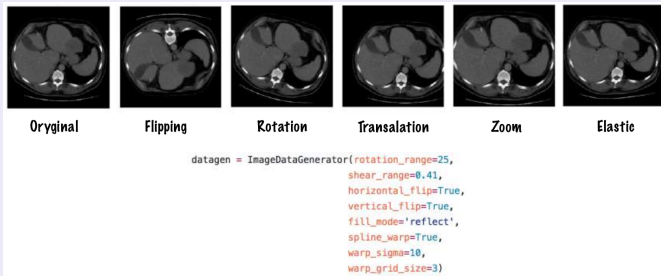 Oryginal Flipping Rotation Transalation Zoom Elastic
datagen = ImageDataGenerator(rotation_range=25,
shear_range=0.41,
horizontal_flip=True,
vertical_flip=True,
fill_mode='reflect',
spline_warp=True,
warp_sigma=10,
warp_grid_size=3)